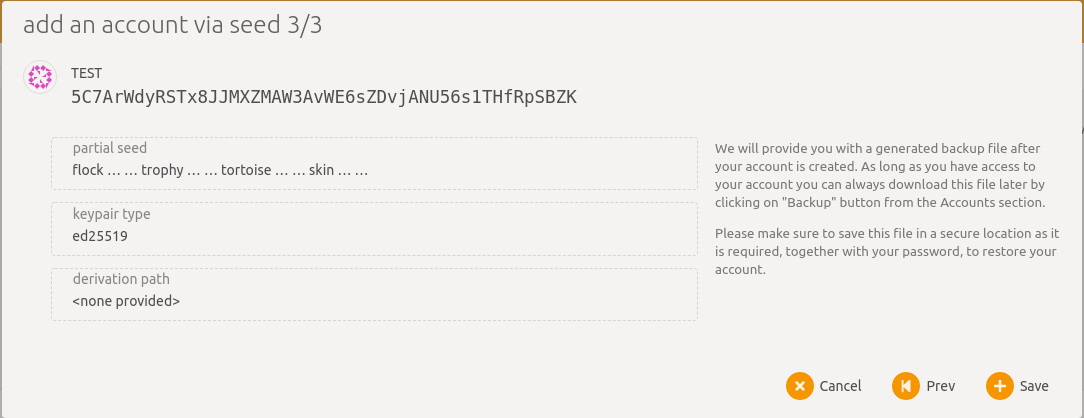 add an account via seed 3/3
TEST
5C7ArWdyRSTx8JJMXZMAW3AvWE6sZDvjANU56s1THfRpSBZK
partial seed
flock … … trophy … … tortoise … … skin … …
keypair type
ed25519
derivation path
<none provided>
We will provide you with a generated backup file after
your account is created. As long as you have access to
your account you can always download this file later by
clicking on "Backup" button from the Accounts section.
Please make sure to save this file in a secure location as it
is required, together with your password, to restore your
account.
Cancel
Prev
Save